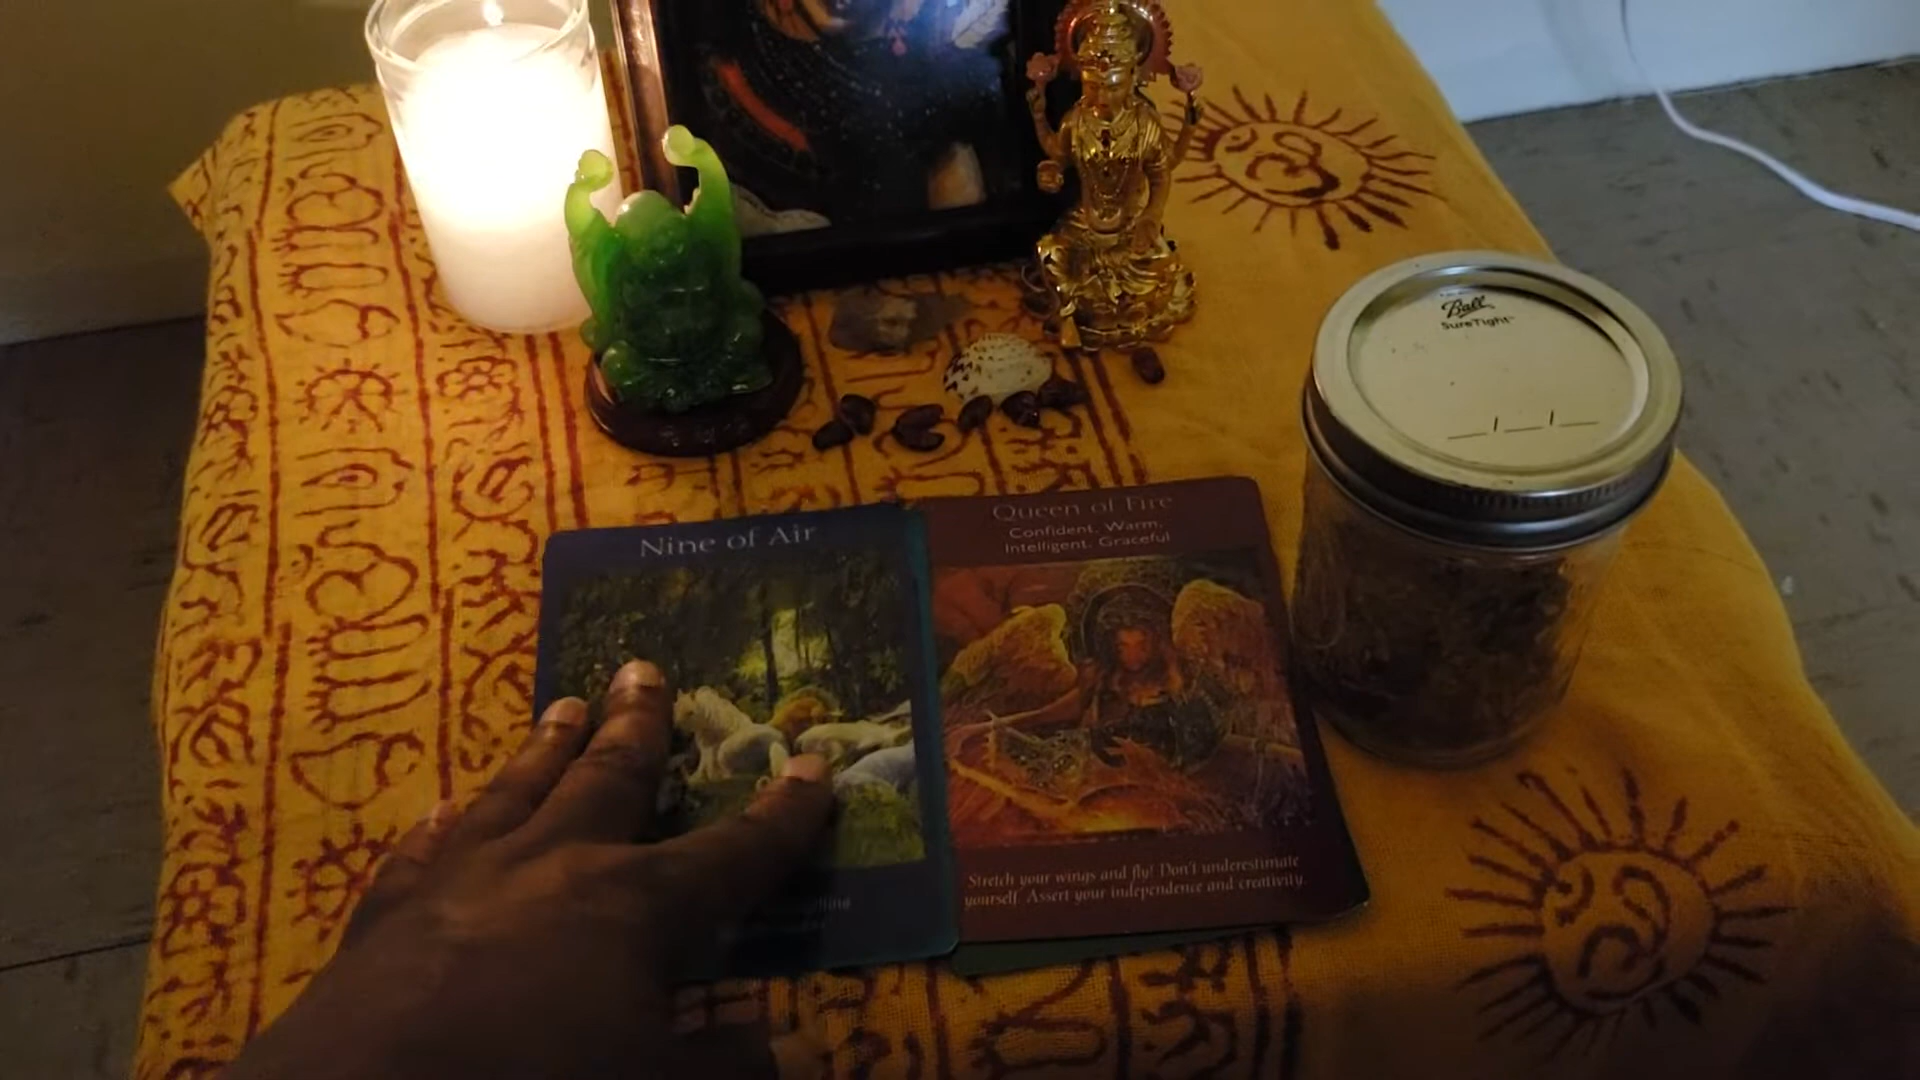 Ball
SureTight
Nine of Air
Queen of Fire
Confident, Warm,
Intelligent, Graceful
Stretch your wings and fly! Don't underestimate
yourself. Assert your independence and creativity.